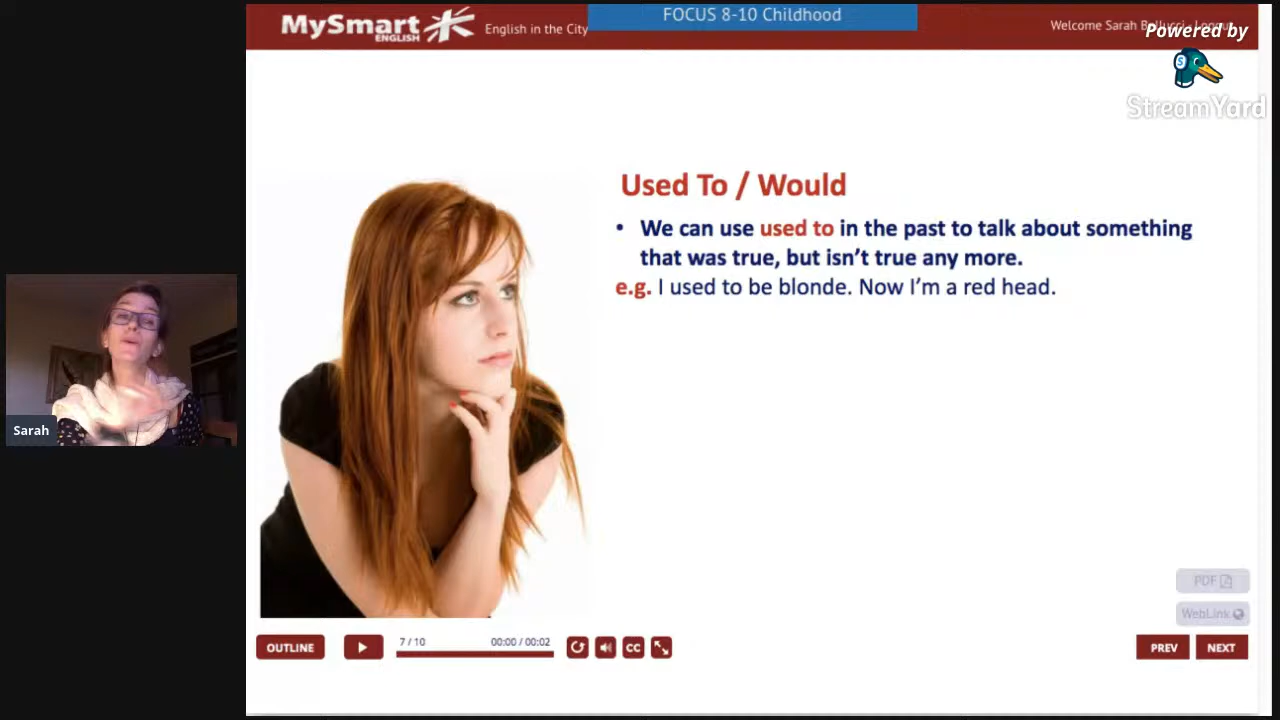 MySmart
ENGLISH
English in the City
FOCUS 8-10 Childhood
Welcome Sarah
Powered by
S
StreamYard
Used To / Would
• We can use used to in the past to talk about something
that was true, but isn’t true any more.
e.g. I used to be blonde. Now I’m a red head.
Sarah
PDF
WebLink
OUTLINE
7 / 10
00:00 / 00:02
CC
PREV
NEXT